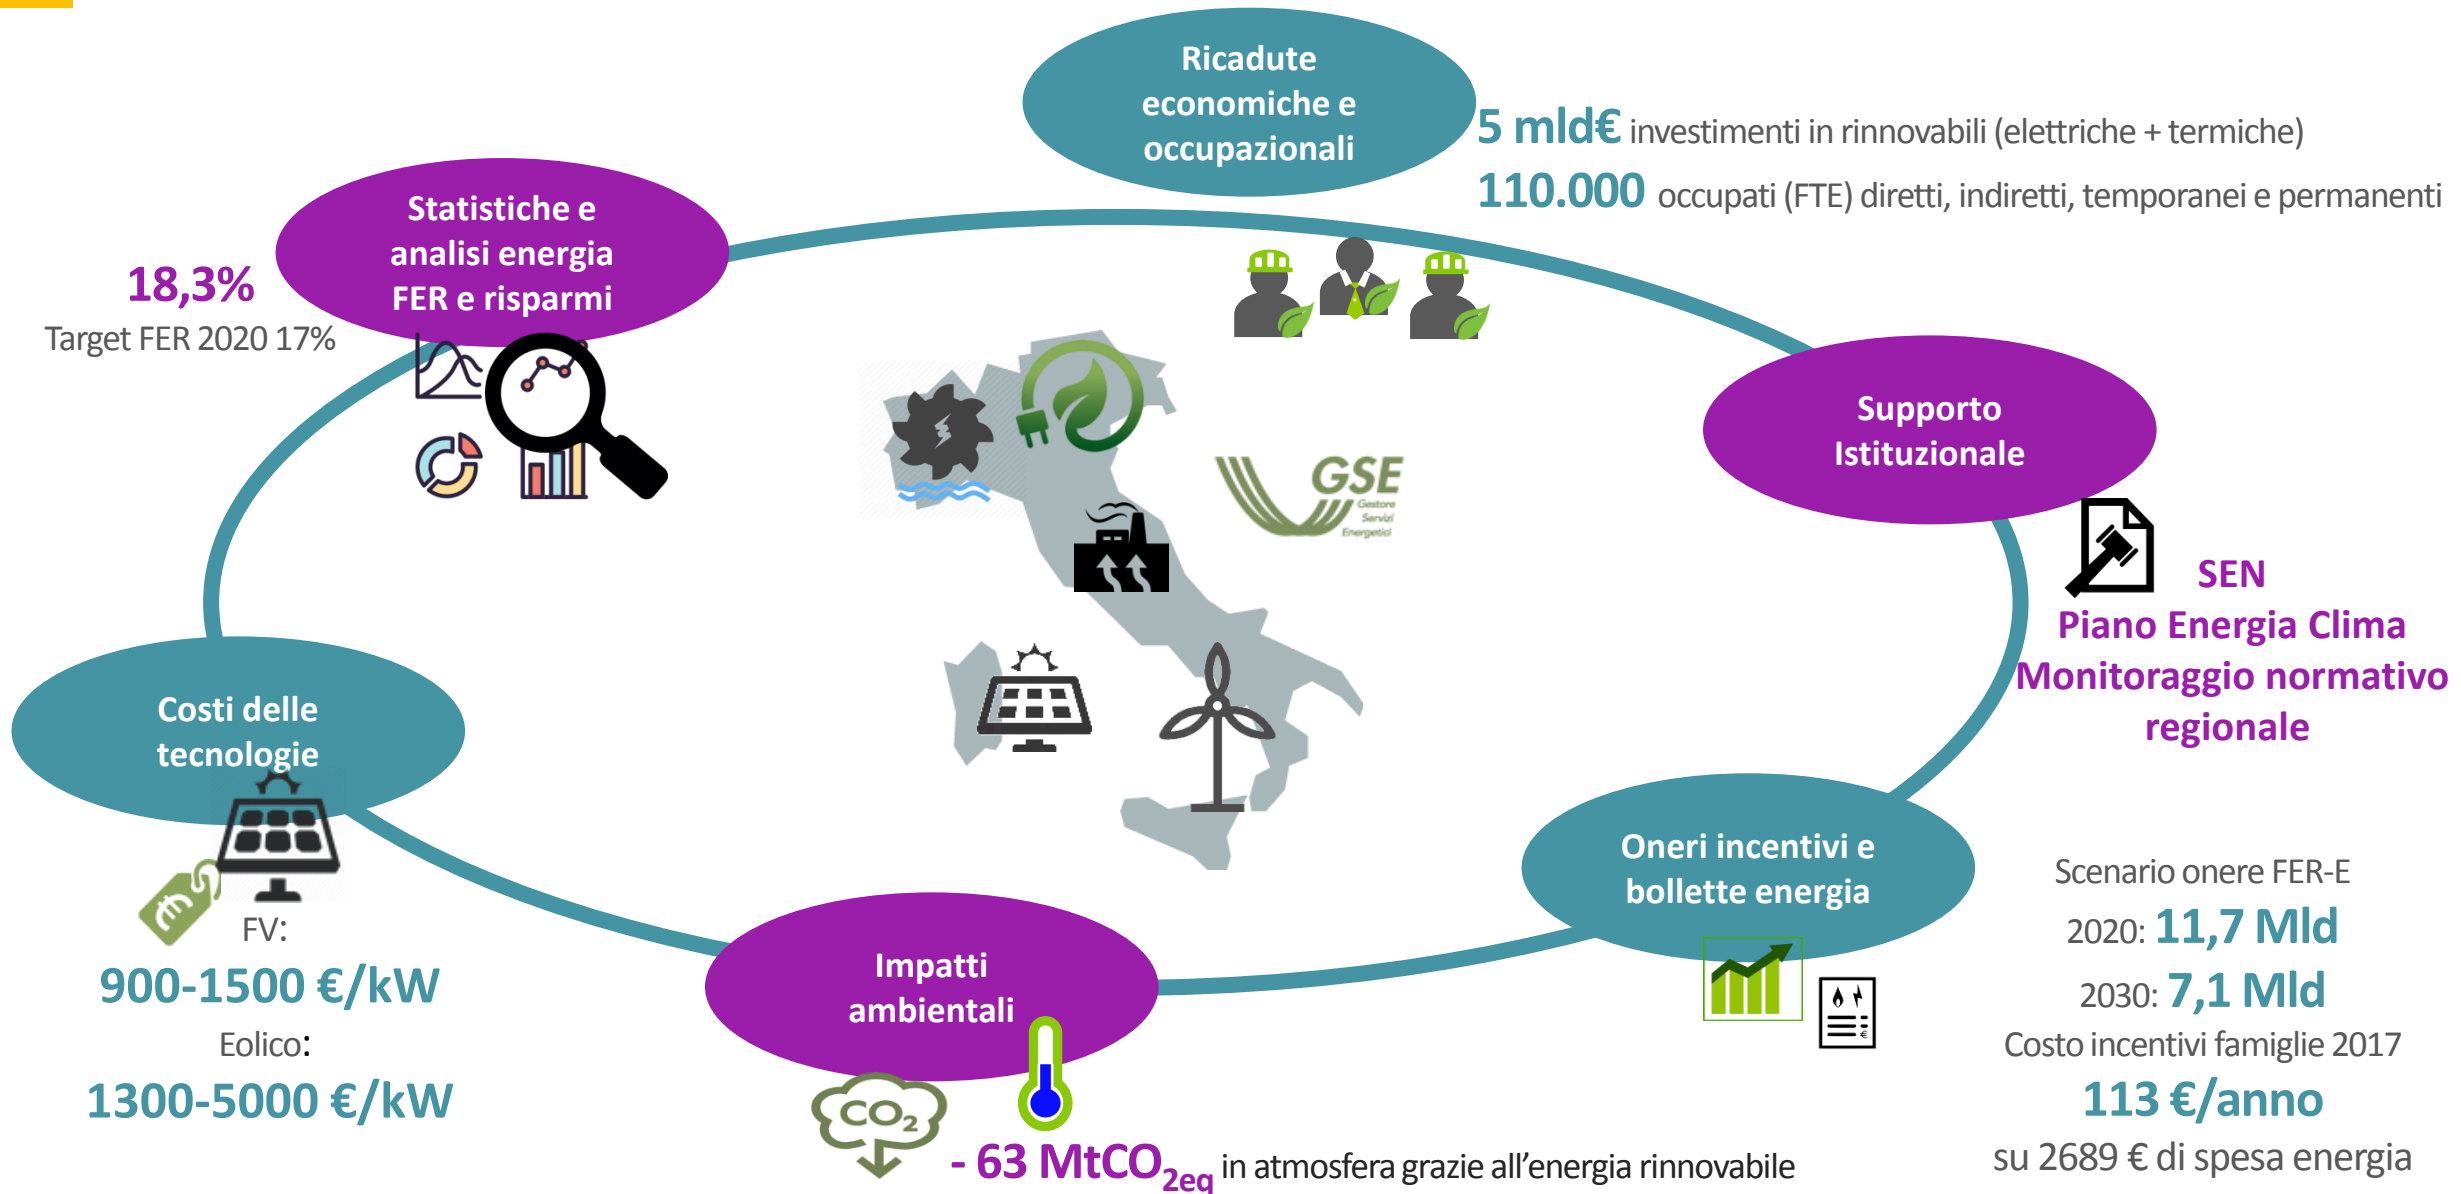 Ricadute
economiche e
occupazionali
5 mld€ investimenti in rinnovabili (elettriche + termiche)
110.000 occupati (FTE) diretti, indiretti, temporanei e permanenti
Statistiche e
analisi energia
FER e risparmi
18,3%
Target FER 2020 17%
Supporto
Istituzionale
GSE
Gestore
Servizi
Energetici
SEN
Piano Energia Clima
Monitoraggio normativo
regionale
Costi delle
tecnologie
FV:
900-1500 €/kW
Eolico:
1300-5000 €/kW
Oneri incentivi e
bollette energia
Scenario onere FER-E
2020: 11,7 Mld
2030: 7,1 Mld
Costo incentivi famiglie 2017
113 €/anno
su 2689 € di spesa energia
Impatti
ambientali
CO2
- 63 MtCO2eq in atmosfera grazie all’energia rinnovabile